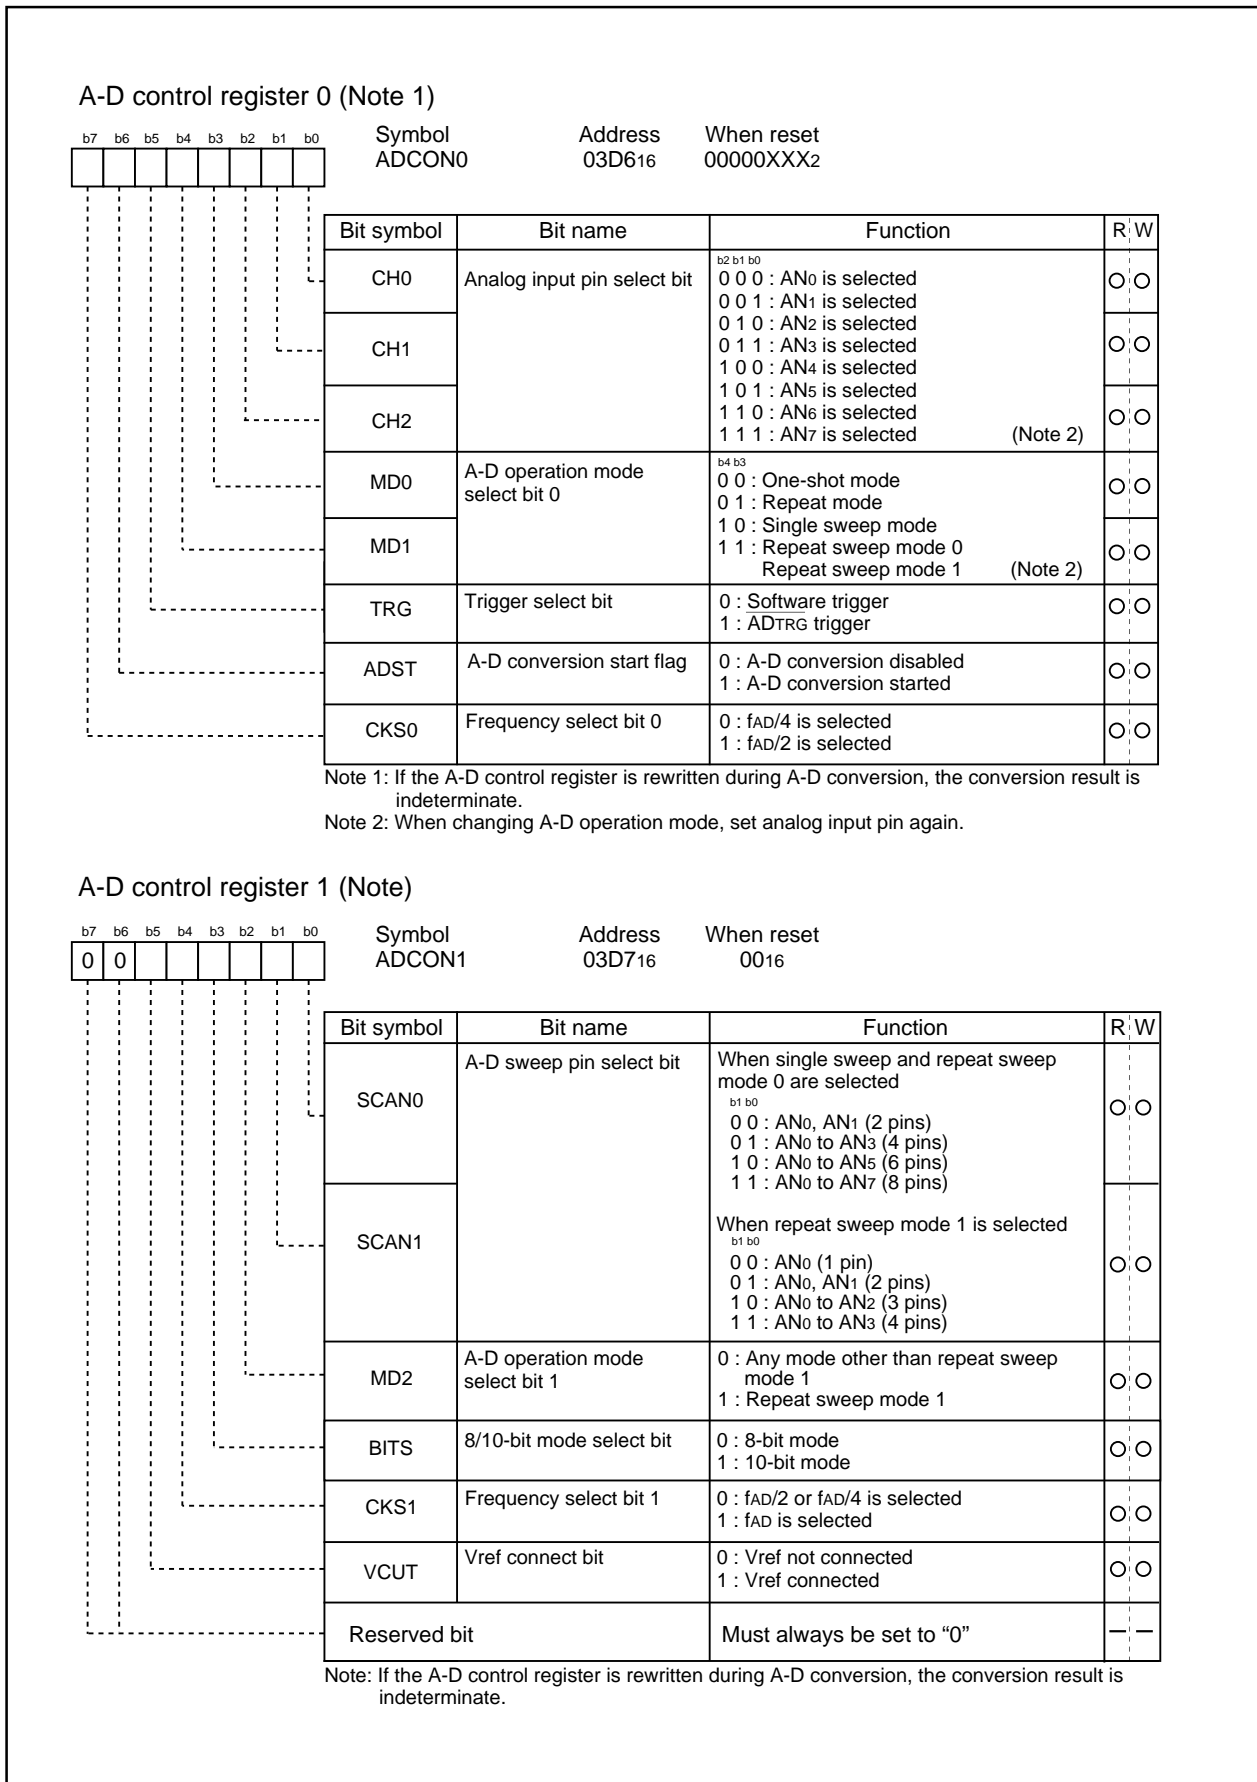 A-D control register 0 (Note 1)
b7 b6 b5 b4 b3 b2 b1 b0
Symbol Address When reset
ADCON0 03D616 00000XXX2
Bit symbol Bit name Function R W
CH0 Analog input pin select bit
b2 b1 b0
0 0 0 : AN0 is selected
0 0 1 : AN1 is selected
0 1 0 : AN2 is selected
CH1
0 1 1 : AN3 is selected
1 0 0 : AN4 is selected
1 0 1 : AN5 is selected
CH2
1 1 0 : AN6 is selected
1 1 1 : AN7 is selected (Note 2)
MD0 A-D operation mode
select bit 0
b4 b3
0 0 : One-shot mode
0 1 : Repeat mode
MD1
1 0 : Single sweep mode
1 1 : Repeat sweep mode 0
Repeat sweep mode 1 (Note 2)
TRG Trigger select bit
0 : Software trigger
1 : ADTRG trigger
ADST A-D conversion start flag
0 : A-D conversion disabled
1 : A-D conversion started
CKS0 Frequency select bit 0
0 : fAD/4 is selected
1 : fAD/2 is selected
Note 1: If the A-D control register is rewritten during A-D conversion, the conversion result is
indeterminate.
Note 2: When changing A-D operation mode, set analog input pin again.
A-D control register 1 (Note)
b7 b6 b5 b4 b3 b2 b1 b0
0 0
Symbol Address When reset
ADCON1 03D716 0016
Bit symbol Bit name Function R W
SCAN0 A-D sweep pin select bit
When single sweep and repeat sweep
mode 0 are selected
b1 b0
0 0 : AN0, AN1 (2 pins)
0 1 : AN0 to AN3 (4 pins)
1 0 : AN0 to AN5 (6 pins)
1 1 : AN0 to AN7 (8 pins)
SCAN1
When repeat sweep mode 1 is selected
b1 b0
0 0 : AN0 (1 pin)
0 1 : AN0, AN1 (2 pins)
1 0 : AN0 to AN2 (3 pins)
1 1 : AN0 to AN3 (4 pins)
MD2 A-D operation mode
select bit 1
0 : Any mode other than repeat sweep
mode 1
1 : Repeat sweep mode 1
BITS 8/10-bit mode select bit
0 : 8-bit mode
1 : 10-bit mode
CKS1 Frequency select bit 1
0 : fAD/2 or fAD/4 is selected
1 : fAD is selected
VCUT Vref connect bit
0 : Vref not connected
1 : Vref connected
Reserved bit Must always be set to “0”
Note: If the A-D control register is rewritten during A-D conversion, the conversion result is
indeterminate.